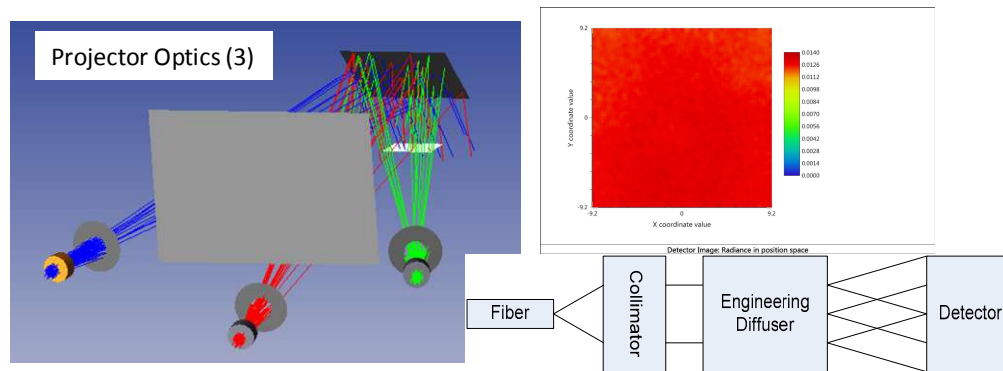 Projector Optics (3)
9.2
0
-9.2
Y coordinate value
-9.2
0
9.2
X coordinate value
0.0140
0.0126
0.0112
0.0098
0.0084
0.0070
0.0056
0.0042
0.0028
0.0014
0.0000
Detector Image: Radiance in position space
Fiber
Collimator
Engineering
Diffuser
Detector